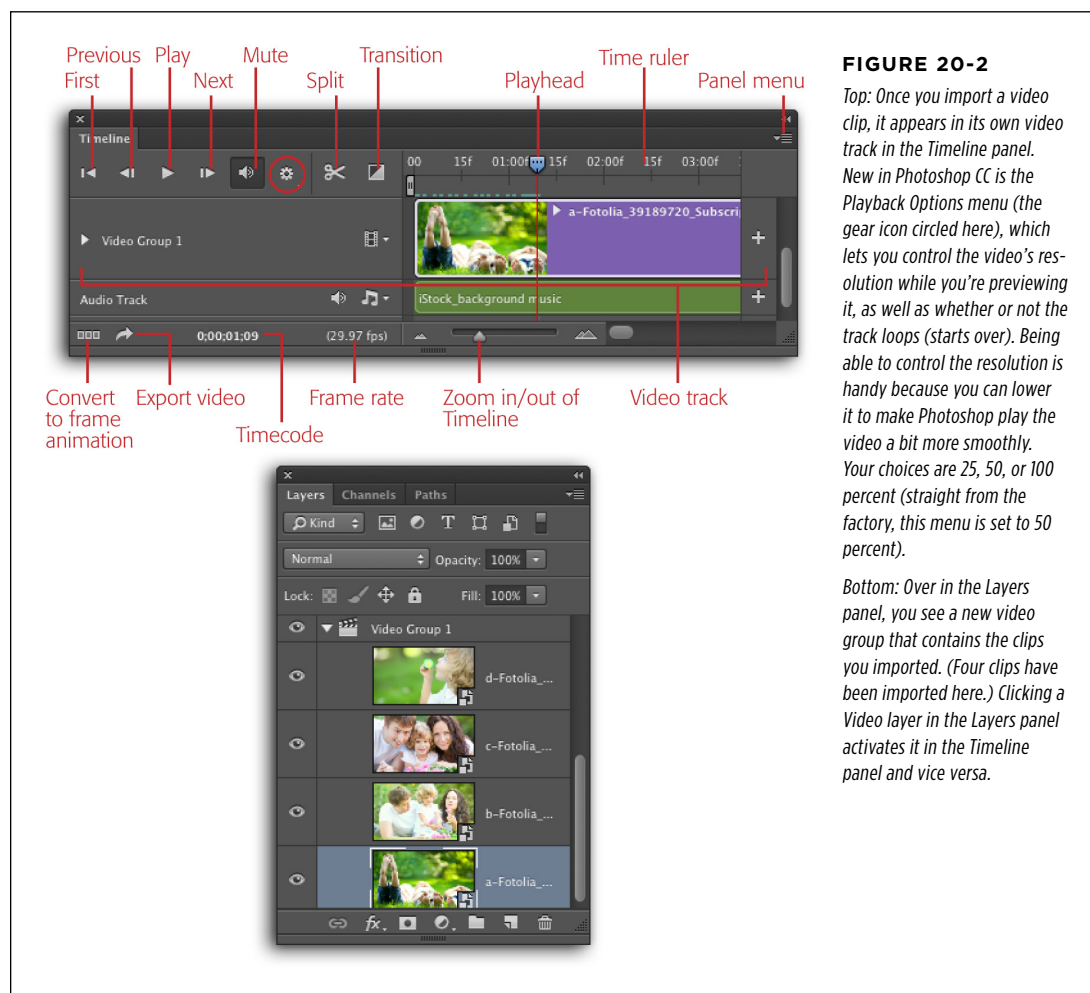 Previous Play Mute Transition Time ruler
First Next Split Playhead Panel menu
Timeline
00 15f 01:00f 15f 02:00f 15f 03:00f
Video Group 1
a-Fotolia_39189720_Subscri
Audio Track
iStock_background music
0;00;01;09 (29.97 fps)
Convert
to frame
animation
Export video
Timecode
Frame rate
Zoom in/out of
Timeline
Video track
Layers Channels Paths
Kind
Normal Opacity: 100%
Lock: Fill: 100%
Video Group 1
d-Fotolia_...
c-Fotolia_...
b-Fotolia_...
a-Fotolia_...
fx
FIGURE 20-2
Top: Once you import a video
clip, it appears in its own video
track in the Timeline panel.
New in Photoshop CC is the
Playback Options menu (the
gear icon circled here), which
lets you control the video's res-
olution while you're previewing
it, as well as whether or not the
track loops (starts over). Being
able to control the resolution is
handy because you can lower
it to make Photoshop play the
video a bit more smoothly.
Your choices are 25, 50, or 100
percent (straight from the
factory, this menu is set to 50
percent).
Bottom: Over in the Layers
panel, you see a new video
group that contains the clips
you imported. (Four clips have
been imported here.) Clicking a
Video layer in the Layers panel
activates it in the Timeline
panel and vice versa.